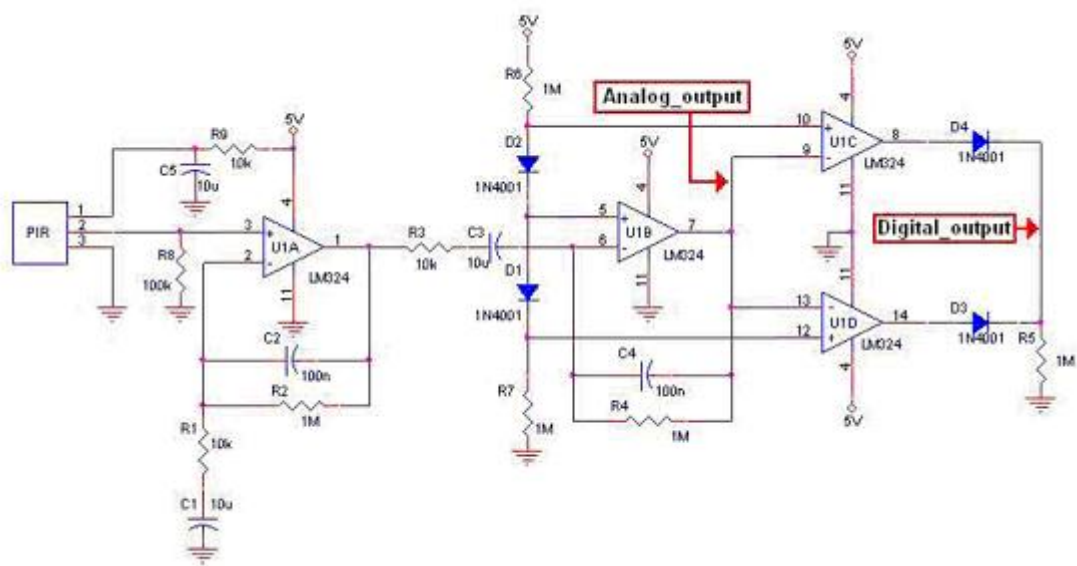 5V
5V
R6
1M
Analog_output
5V
4
R9
10k
5V
C5
10u
D2
1N4001
10
+
9
-
U1C
8
LM324
D4
1N4001
PIR
1
2
3
4
3
+
2
-
U1A
1
LM324
11
R8
100k
R3
10k
C3
10u
4
5
+
6
-
U1B
7
LM324
11
11
Digital_output
D1
1N4001
11
13
-
12
+
U1D
14
LM324
4
D3
1N4001
R5
1M
C2
100n
R2
1M
C4
100n
R7
1M
R4
1M
5V
R1
10k
C1
10u